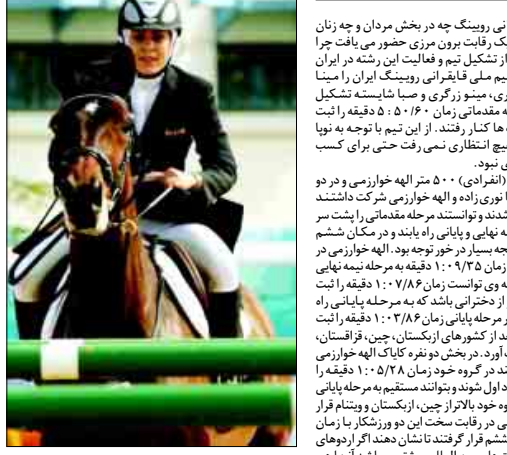 نی رویینگ چه در بخش مردان و چه زنان
ک رقابت برون مرزی حضور می یافت چرا
از تشکیل تیم و فعالیت این رشته در ایران
یم ملی قایقرانی رویینگ ایران را مینا
ری، مینو زرگری و صبا شایسته تشکیل
ه مقدماتی زمان ۵:۵۰/۶۰ دقیقه را ثبت
ه ها کنار رفتند. از این تیم با توجه به نوپا
یچ انتظاری نمی رفت حتی برای کسب
ی نبود.
(انفرادی) ۵۰۰ متر الهه خوارزمی و در دو
ا نوری زاده و الهه خوارزمی شرکت داشتند
شدند و توانستند مرحله مقدماتی را پشت سر
ه نهایی و پایانی راه یابند و در مکان ششم
جه بسیار در خور توجه بود. الهه خوارزمی در
زمان ۱:۰۹/۳۵ دقیقه به مرحله نیمه نهایی
ه وی توانست زمان ۱:۰۷/۸۶ دقیقه را ثبت
از دخترانی باشد که به مرحله پایانی راه
ر مرحله پایانی زمان ۱:۰۳/۸۶ دقیقه را ثبت
عد از کشورهای ازبکستان، چین، قزاقستان،
ت آورد. در بخش دو نفره کایاک الهه خوارزمی
ند در گروه خود زمان ۱:۰۵/۲۸ دقیقه را
د اول شوند و بتوانند مستقیم به مرحله پایانی
وه خود بالاتر از چین، ازبکستان و ویتنام قرار
ی در رقابت سخت این دو ورزشکار با زمان
ششم قرار گرفتند تا نشان دهند اگر اردوهای